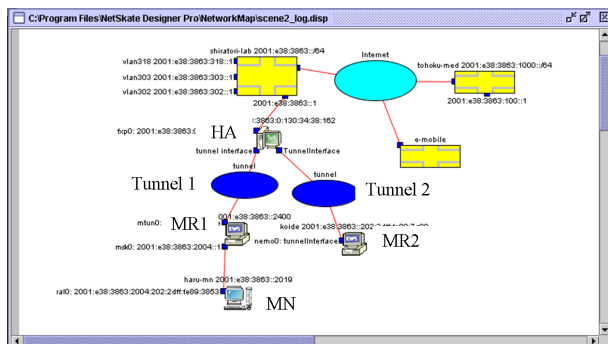 C:\Program Files\NetSkate Designer Pro\NetworkMap\scene2_log.disp
shiratori-lab 2001:e38:3863::/64
Internet
vlan318 2001:e38:3863:318::1
vlan303 2001:e38:3863:303::1
vlan302 2001:e38:3863:302::1
tohoku-med 2001:e38:3863:1000::/64
2001:e38:3863::1
2001:e38:3863:100::1
:3863:0:130:34:38:162
HA
fxp0: 2001:e38:3863:
e-mobile
tunnel interface
TunnelInterface
tunnel
tunnel
Tunnel 1
Tunnel 2
001:e38:3863::2400
mtun0:
MR1
koide 2001:e38:3863:202:
MR2
msk0: 2001:e38:3863:2004::1
nemo0: tunnelInterface
haru-mn 2001:e38:3863::2019
ral0: 2001:e38:3863:2004:202:2dff:fe89:3853
MN